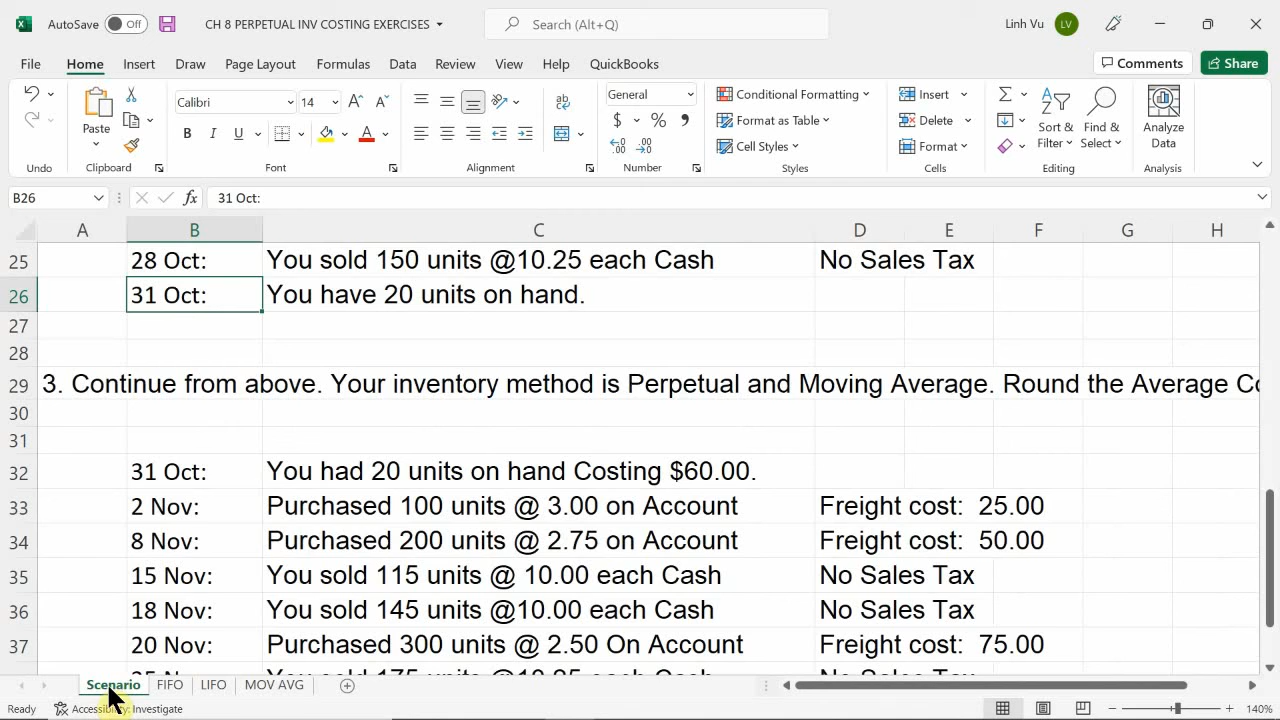 AutoSave Off CH 8 PERPETUAL INV COSTING EXERCISES Search (Alt+Q) Linh Vu LV
File Home Insert Draw Page Layout Formulas Data Review View Help QuickBooks Comments Share
Paste Calibri 14 General Conditional Formatting Insert Sort & Find & Analyze
B I U A $ % Format as Table Delete Filter Select Data
Cell Styles Format
Undo Clipboard Font Alignment Number Styles Cells Editing Analysis
B26 fx 31 Oct:
A B C D E F G H
25 28 Oct: You sold 150 units @10.25 each Cash No Sales Tax
26 31 Oct: You have 20 units on hand.
27
28
29 3. Continue from above. Your inventory method is Perpetual and Moving Average. Round the Average
30
31
32 31 Oct: You had 20 units on hand Costing $60.00.
33 2 Nov: Purchased 100 units @ 3.00 on Account Freight cost: 25.00
34 8 Nov: Purchased 200 units @ 2.75 on Account Freight cost: 50.00
35 15 Nov: You sold 115 units @ 10.00 each Cash No Sales Tax
36 18 Nov: You sold 145 units @10.00 each Cash No Sales Tax
37 20 Nov: Purchased 300 units @ 2.50 On Account Freight cost: 75.00
Scenario FIFO LIFO MOV AVG
Ready Accessibility: Investigate 140%